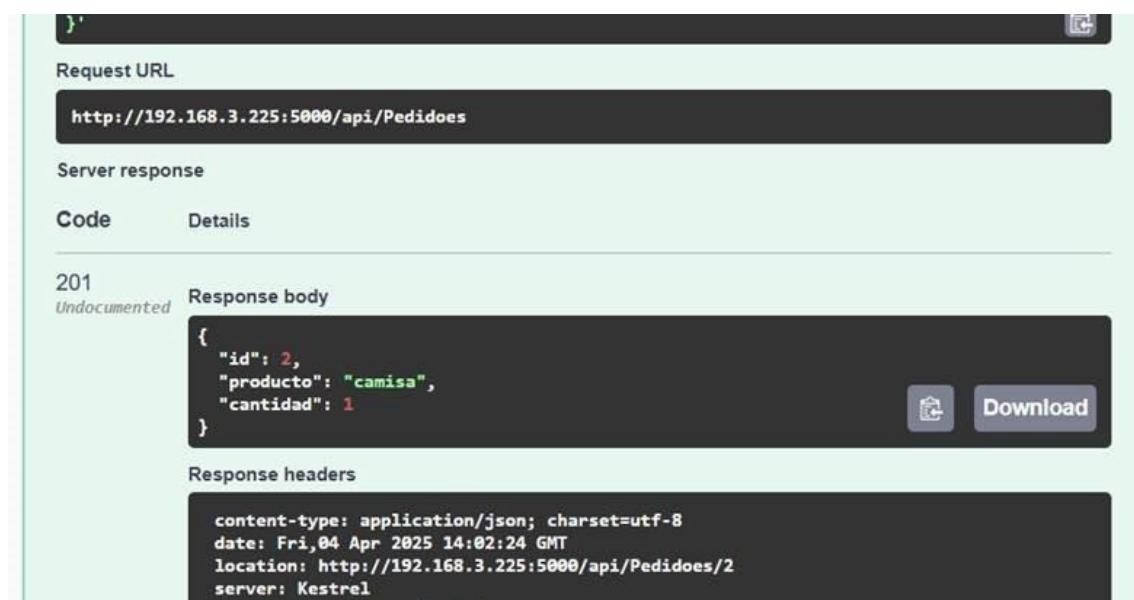 }'
Request URL
http://192.168.3.225:5000/api/Pedidoes
Server response
Code Details
201
Undocumented
Response body
{
"id": 2,
"producto": "camisa",
"cantidad": 1
}
Download
Response headers
content-type: application/json; charset=utf-8
date: Fri,04 Apr 2025 14:02:24 GMT
location: http://192.168.3.225:5000/api/Pedidoes/2
server: Kestrel